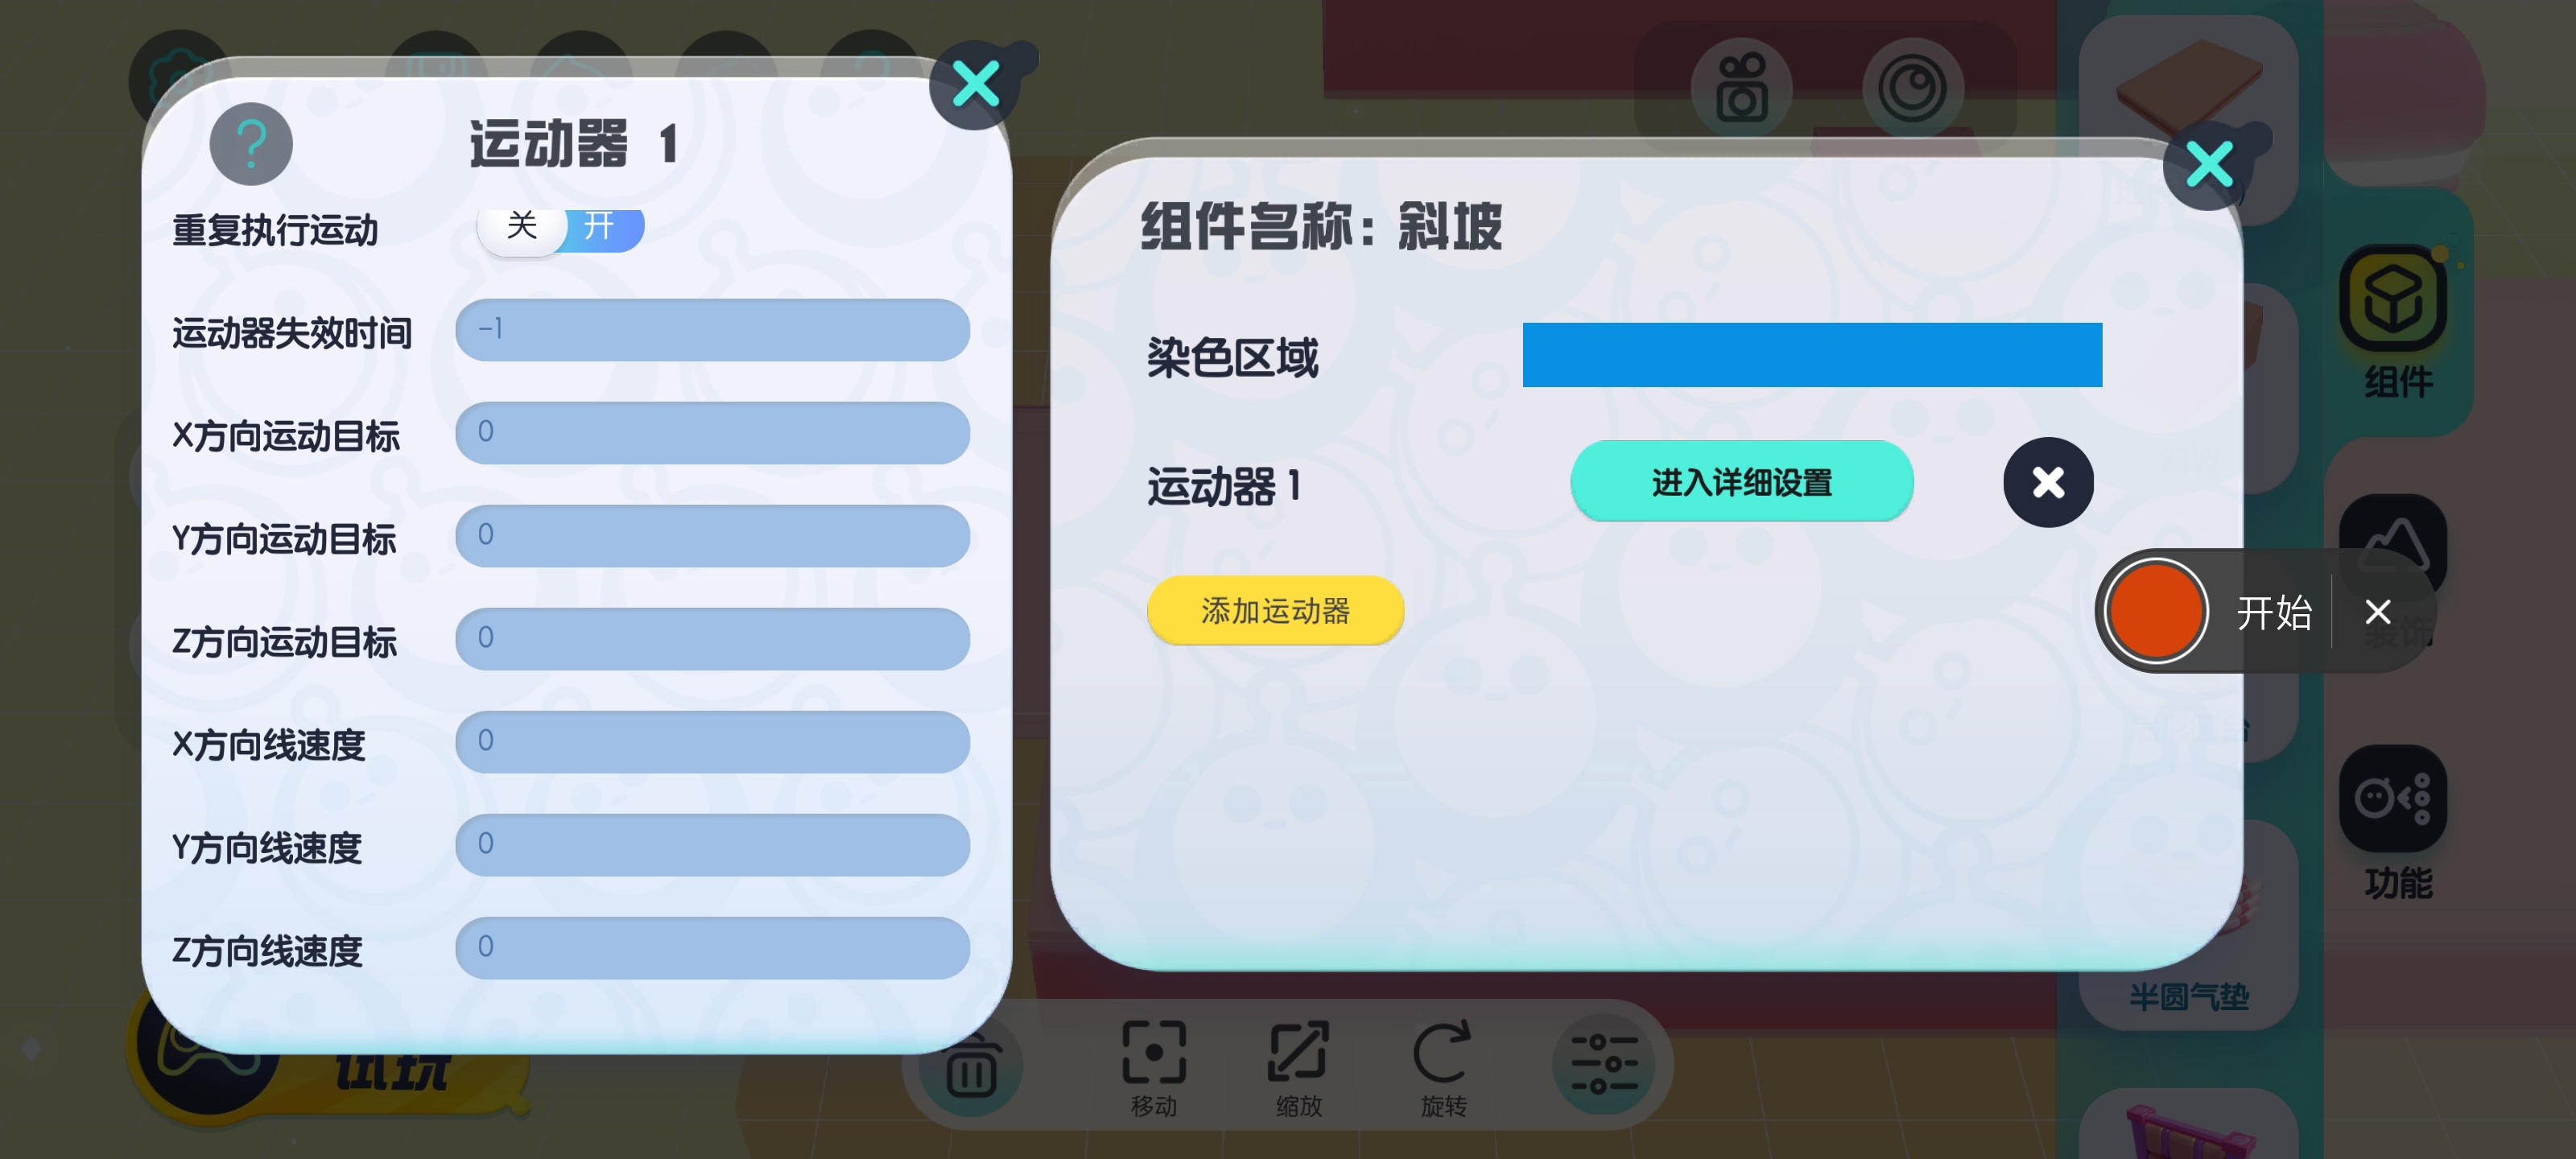 运动器 1
重复执行运动 关 开
运动器失效时间 -1
X方向运动目标 0
Y方向运动目标 0
Z方向运动目标 0
X方向线速度 0
Y方向线速度 0
Z方向线速度 0
组件名称: 斜坡
染色区域
运动器 1 进入详细设置
添加运动器
开始
组件
装饰
功能
半圆气垫
试玩
移动 缩放 旋转